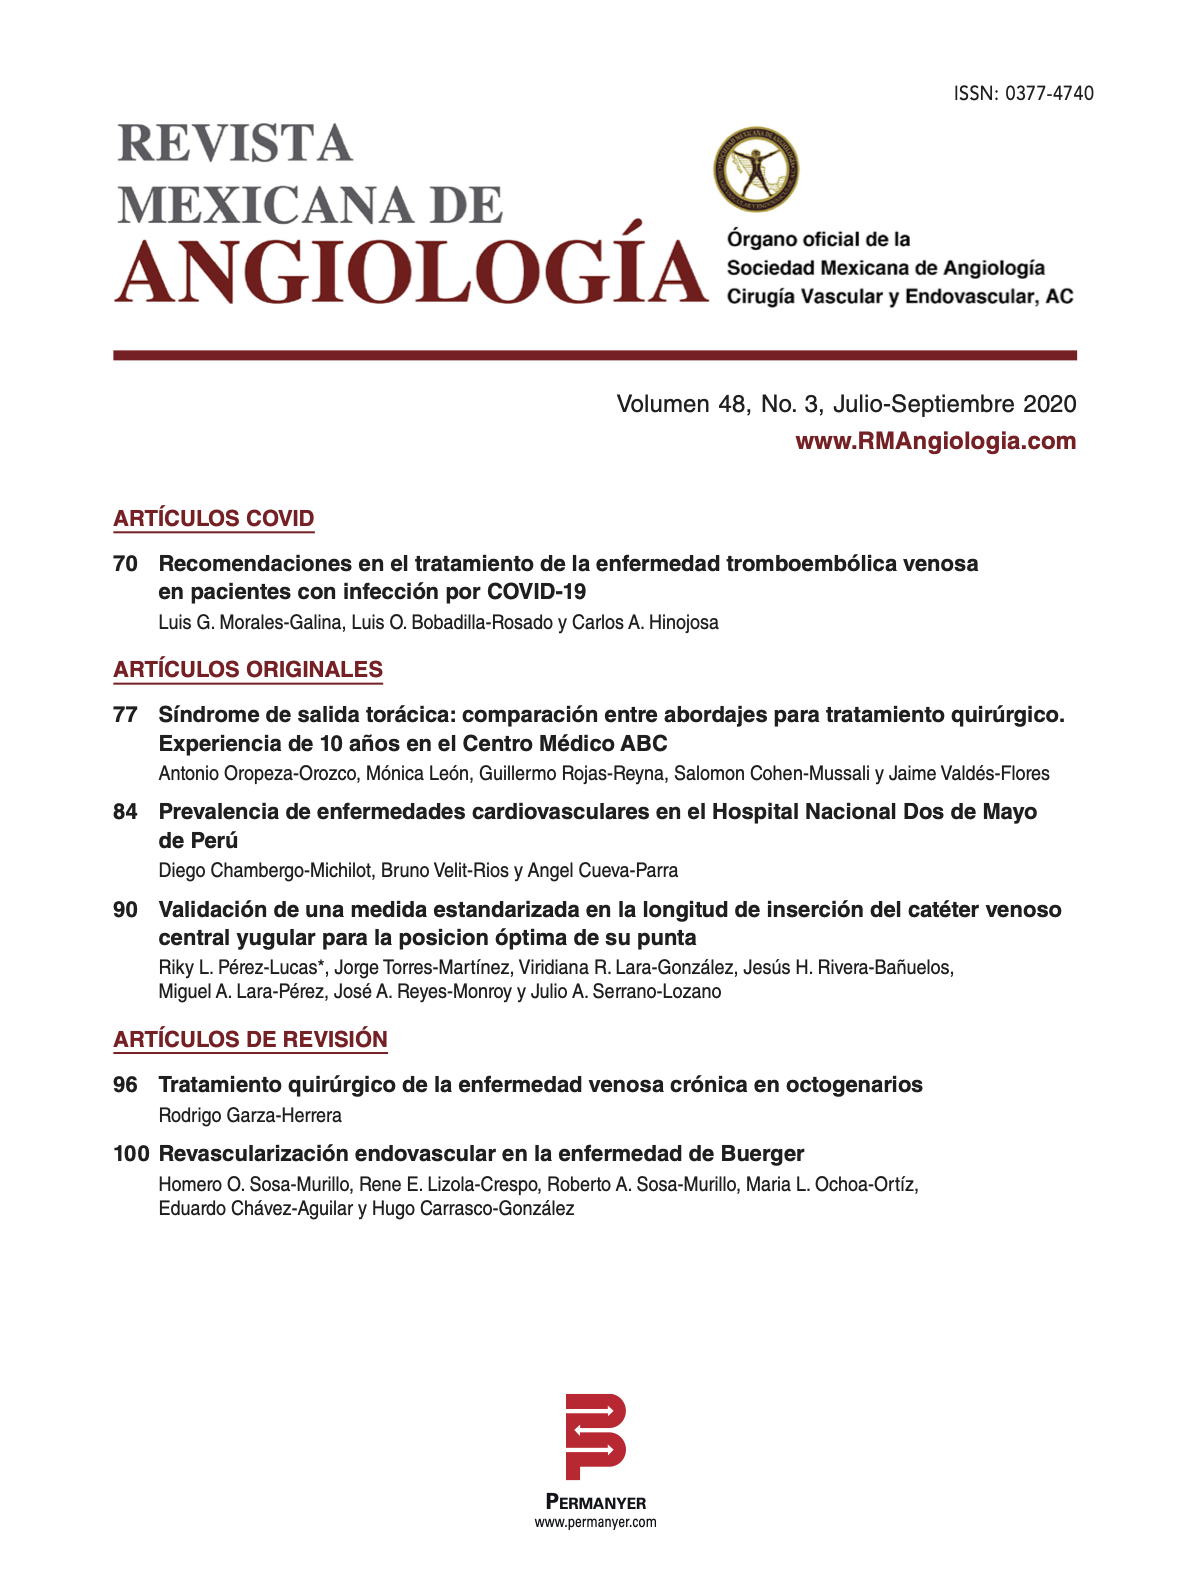 ISSN: 0377-4740
REVISTA
MEXICANA DE
ANGIOLOGÍA
Órgano oficial de la
Sociedad Mexicana de Angiología
Cirugía Vascular y Endovascular, AC
Volumen 48, No. 3, Julio-Septiembre 2020
www.RMAngiologia.com
ARTÍCULOS COVID
70 Recomendaciones en el tratamiento de la enfermedad tromboembólica venosa
en pacientes con infección por COVID-19
Luis G. Morales-Galina, Luis O. Bobadilla-Rosado y Carlos A. Hinojosa
ARTÍCULOS ORIGINALES
77 Síndrome de salida torácica: comparación entre abordajes para tratamiento quirúrgico.
Experiencia de 10 años en el Centro Médico ABC
Antonio Oropeza-Orozco, Mónica León, Guillermo Rojas-Reyna, Salomon Cohen-Mussali y Jaime Valdés-Flores
84 Prevalencia de enfermedades cardiovasculares en el Hospital Nacional Dos de Mayo
de Perú
Diego Chambergo-Michilot, Bruno Velit-Rios y Angel Cueva-Parra
90 Validación de una medida estandarizada en la longitud de inserción del catéter venoso
central yugular para la posicion óptima de su punta
Riky L. Pérez-Lucas*, Jorge Torres-Martínez, Viridiana R. Lara-González, Jesús H. Rivera-Bañuelos,
Miguel A. Lara-Pérez, José A. Reyes-Monroy y Julio A. Serrano-Lozano
ARTÍCULOS DE REVISIÓN
96 Tratamiento quirúrgico de la enfermedad venosa crónica en octogenarios
Rodrigo Garza-Herrera
100 Revascularización endovascular en la enfermedad de Buerger
Homero O. Sosa-Murillo, Rene E. Lizola-Crespo, Roberto A. Sosa-Murillo, Maria L. Ochoa-Ortíz,
Eduardo Chávez-Aguilar y Hugo Carrasco-González
PERMANYER
www.permanyer.com